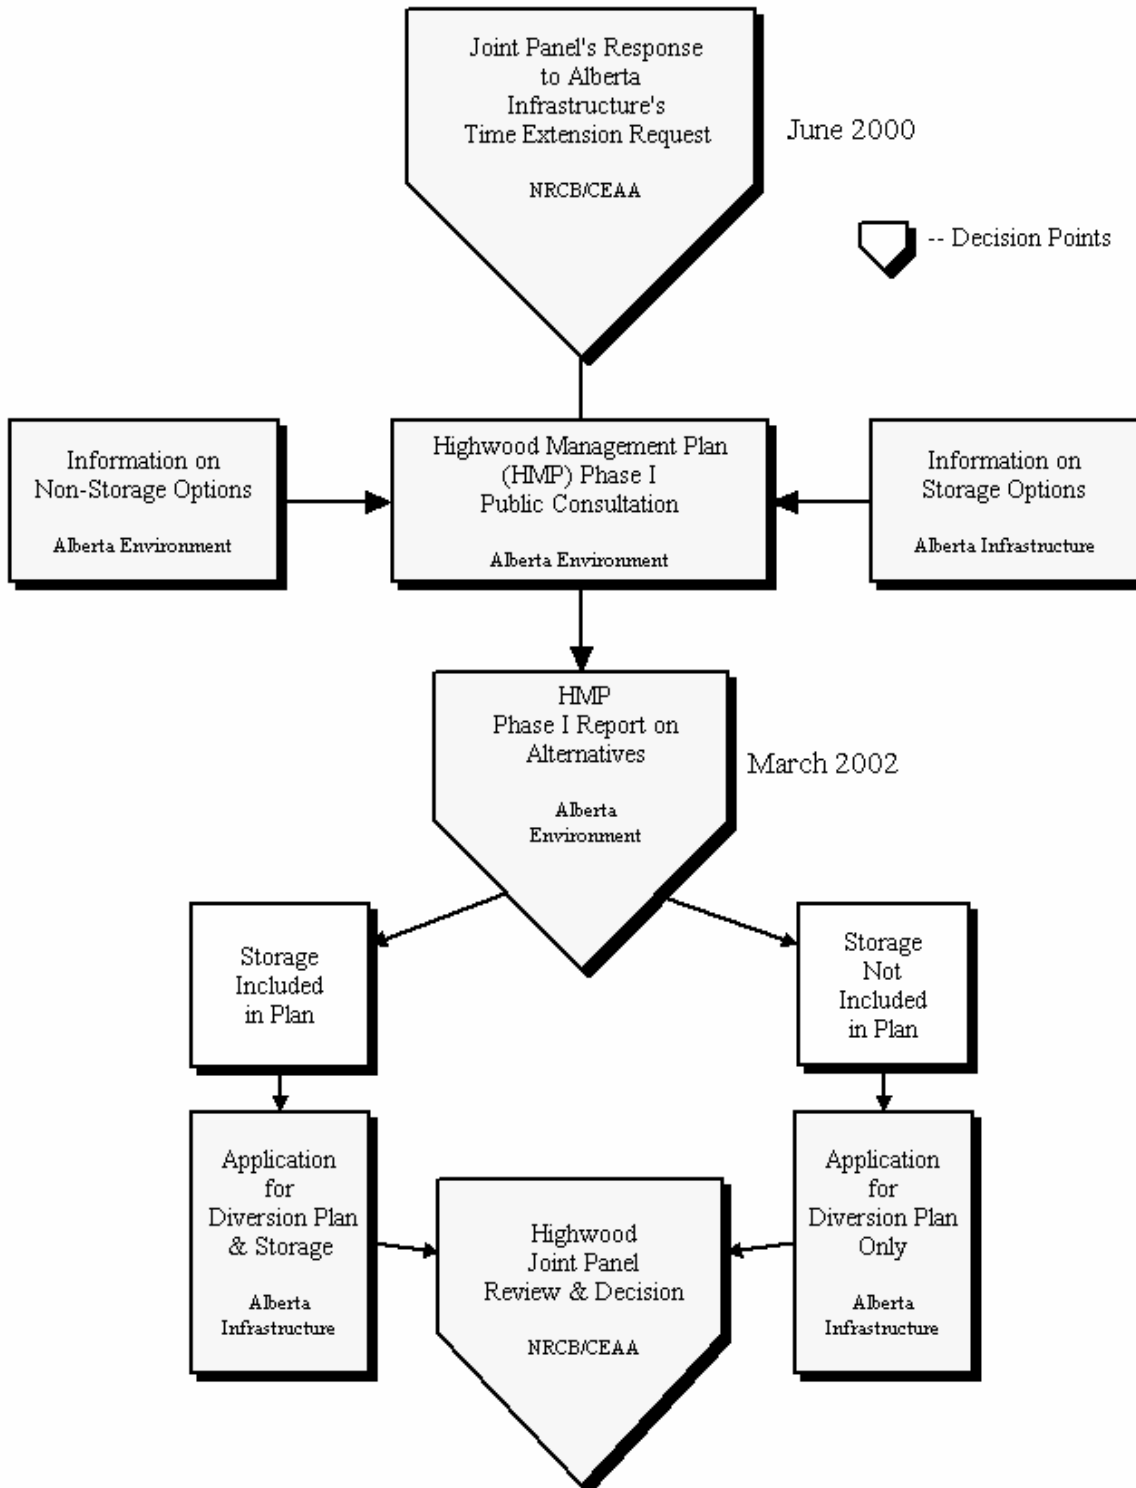 Joint Panel's Response
to Alberta
Infrastructure's
Time Extension Request
NRCB/CEAA
June 2000
-- Decision Points
Information on
Non-Storage Options
Alberta Environment
Highwood Management Plan
(HMP) Phase I
Public Consultation
Alberta Environment
Information on
Storage Options
Alberta Infrastructure
HMP
Phase I Report on
Alternatives
Alberta
Environment
March 2002
Storage
Included
in Plan
Storage
Not
Included
in Plan
Application
for
Diversion Plan
& Storage
Alberta
Infrastructure
Highwood
Joint Panel
Review & Decision
NRCB/CEAA
Application
for
Diversion Plan
Only
Alberta
Infrastructure